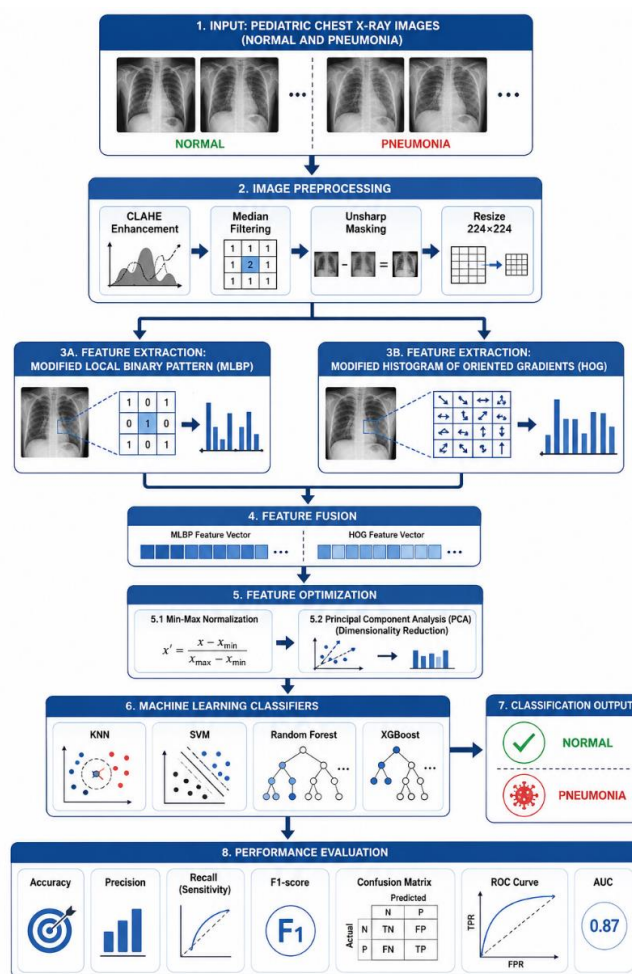 1. INPUT: PEDIATRIC CHEST X-RAY IMAGES
(NORMAL AND PNEUMONIA)
NORMAL
PNEUMONIA
2. IMAGE PREPROCESSING
CLAHE
Enhancement
Median
Filtering
1 1 1
1 2 1
1 1 1
Unsharp
Masking
- =
Resize
224×224
3A. FEATURE EXTRACTION:
MODIFIED LOCAL BINARY PATTERN (MLBP)
1 0 1
0 1 0
1 0 1
3B. FEATURE EXTRACTION:
MODIFIED HISTOGRAM OF ORIENTED GRADIENTS (HOG)
4. FEATURE FUSION
MLBP Feature Vector
HOG Feature Vector
5. FEATURE OPTIMIZATION
5.1 Min-Max Normalization
x′ = (x − xmin) / (xmax − xmin)
5.2 Principal Component Analysis (PCA)
(Dimensionality Reduction)
6. MACHINE LEARNING CLASSIFIERS
KNN
SVM
Random Forest
XGBoost
7. CLASSIFICATION OUTPUT
NORMAL
PNEUMONIA
8. PERFORMANCE EVALUATION
Accuracy
Precision
Recall
(Sensitivity)
F1-score
F1
Confusion Matrix
Predicted
Actual
N P
N TN FP
P FN TP
ROC Curve
TPR
FPR
AUC
0.87